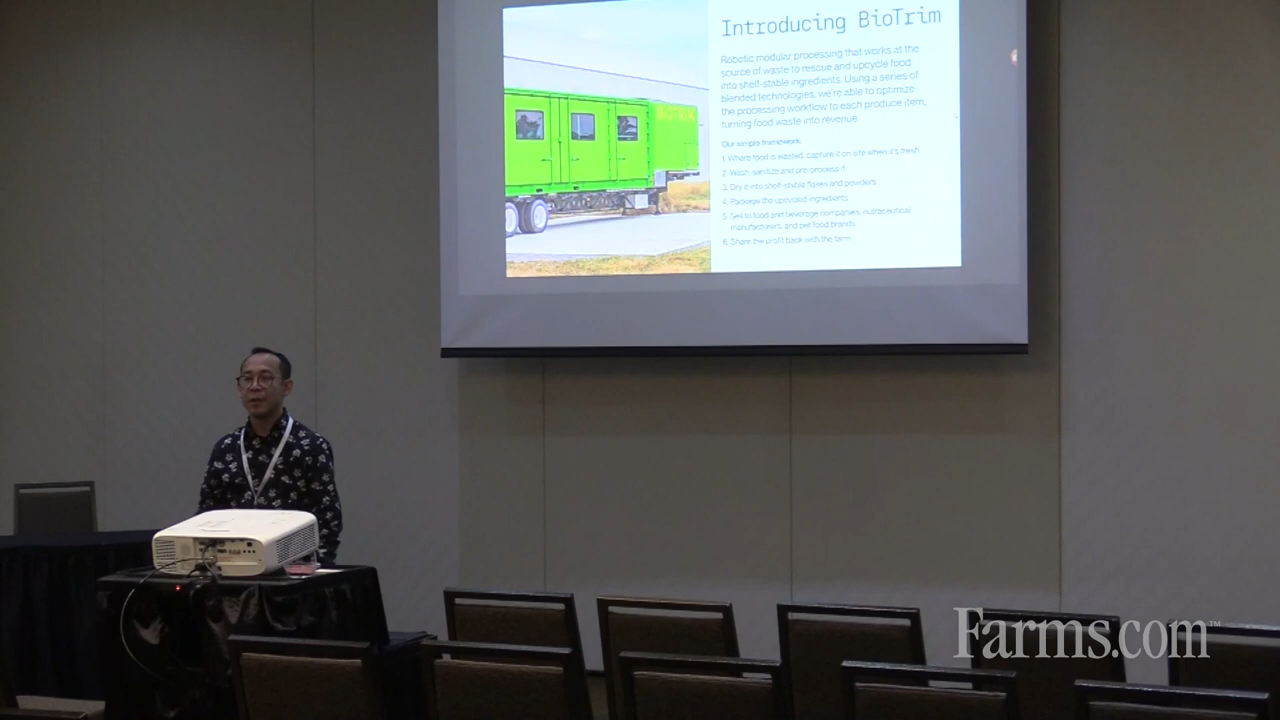 Introducing BioTrim
Robotic modular processing that works at the
source of waste to rescue and upcycle food
into shelf-stable ingredients. Using a series of
blended technologies, we're able to optimize
the processing workflow to each produce item,
turning food waste into revenue.
Our simple framework:
1. Where food is wasted, capture it on site when it's fresh
2. Wash, sanitize and pre-process it
3. Dry it into shelf-stable flakes and powders
4. Package the upcycled ingredients
5. Sell to food and beverage companies, nutraceutical
manufacturers, and pet food brands
6. Share the profit back with the farm
BIOTRIM
Farms.com™